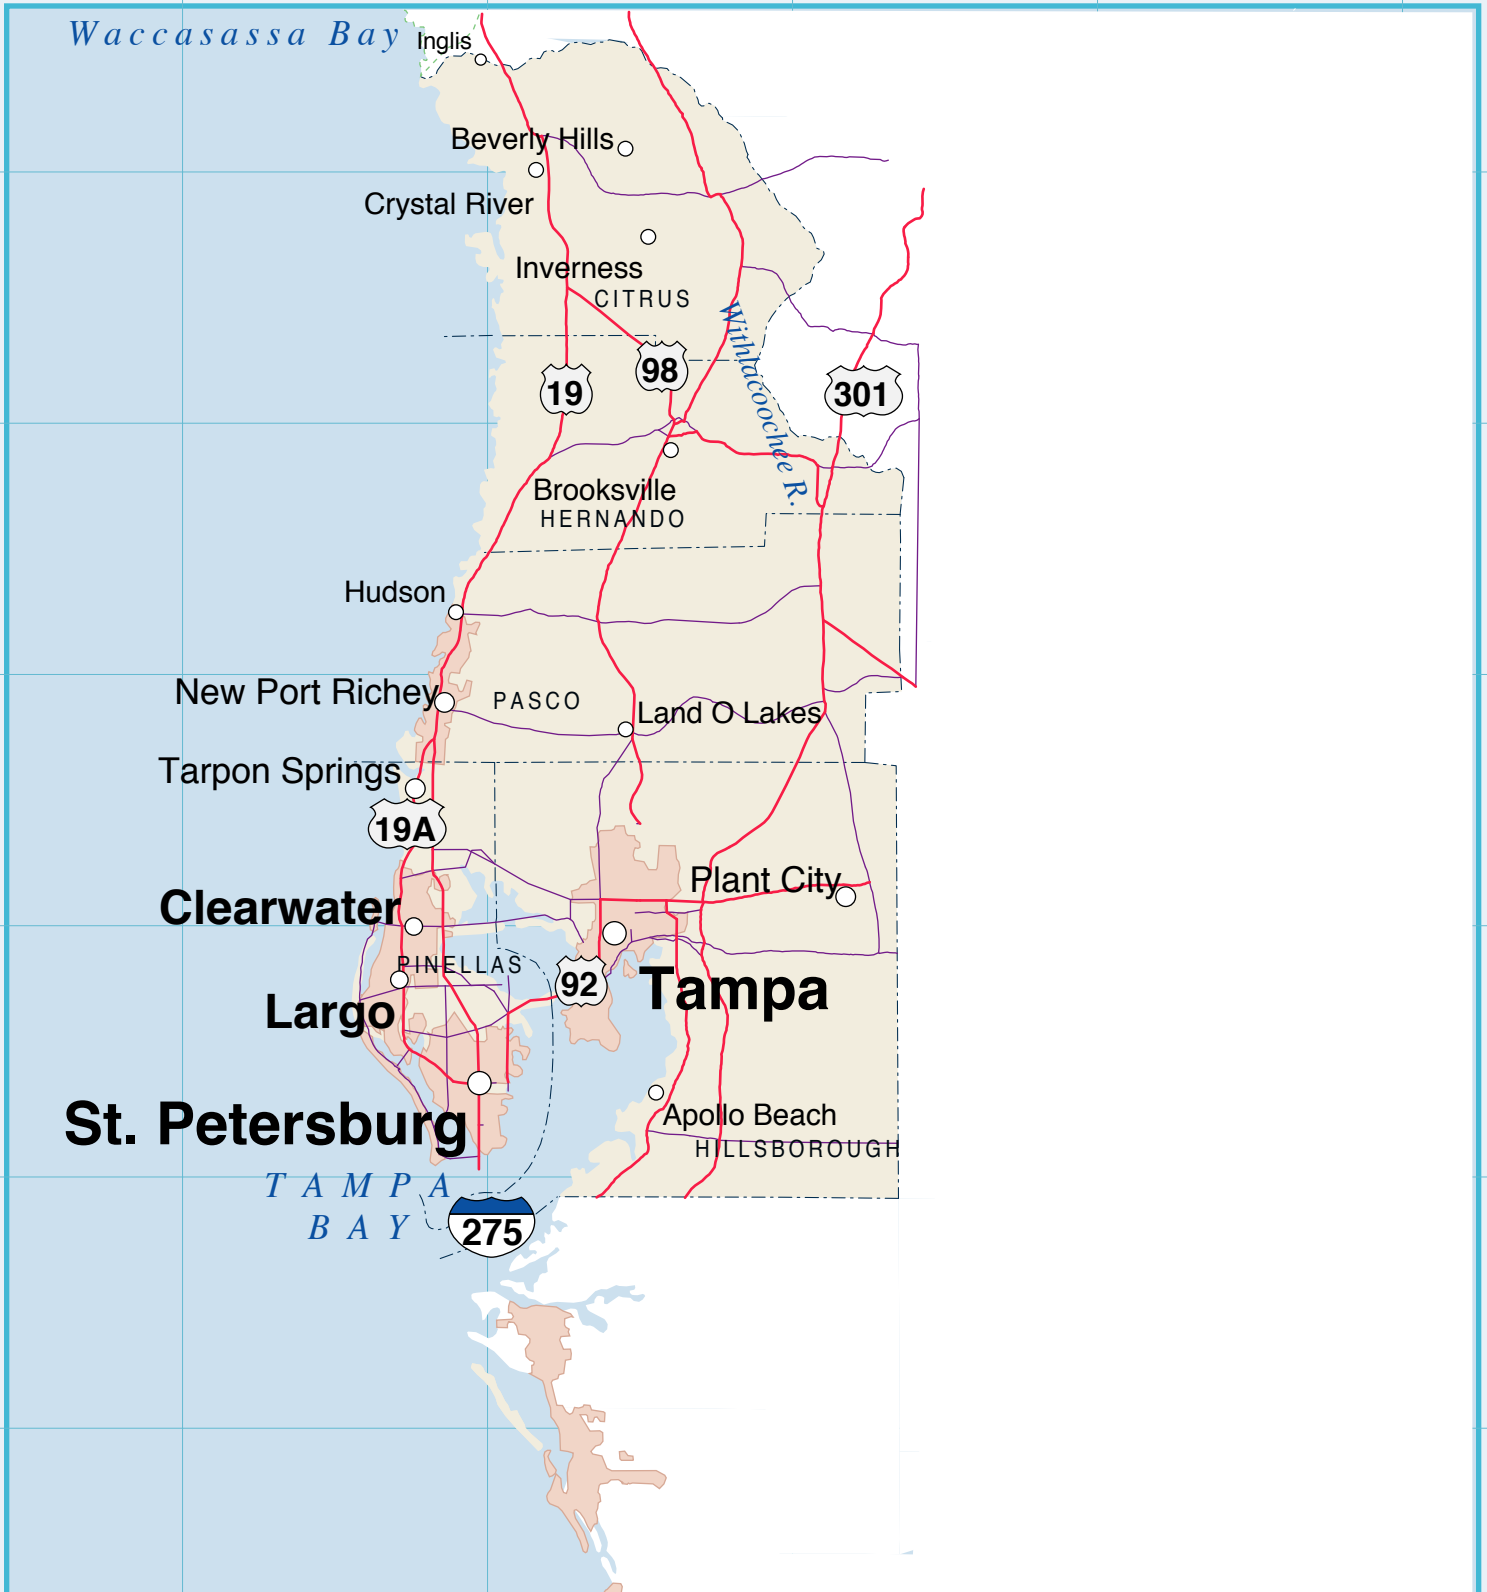 Waccasassa Bay
Inglis
Beverly Hills
Crystal River
Inverness
CITRUS
Withlacoochee R.
98
19
301
Brooksville
HERNANDO
Hudson
New Port Richey
PASCO
Land O Lakes
Tarpon Springs
19A
Plant City
Clearwater
PINELLAS
92
Tampa
Largo
Apollo Beach
St. Petersburg
HILLSBOROUGH
TAMPA
BAY
275